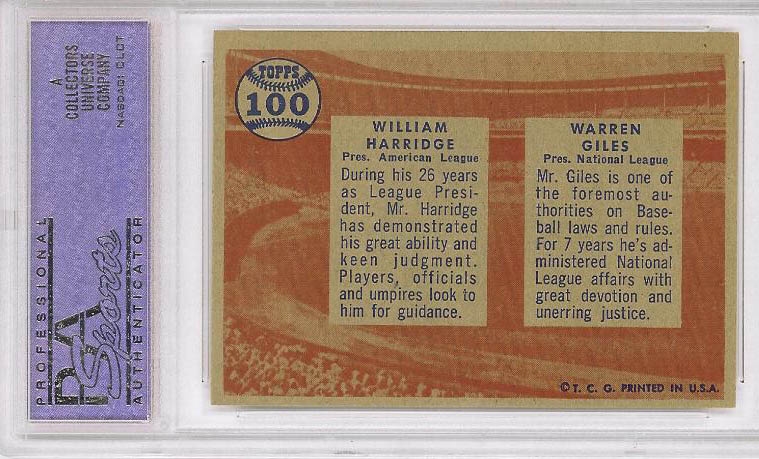 A
COLLECTORS
UNIVERSE
COMPANY
NASDAQ: CLCT
PROFESSIONAL
PSA
Sports
AUTHENTICATOR
TOPPS
100
WILLIAM
HARRIDGE
Pres. American League
During his 26 years
as League Presi-
dent, Mr. Harridge
has demonstrated
his great ability and
keen judgment.
Players, officials
and umpires look to
him for guidance.
WARREN
GILES
Pres. National League
Mr. Giles is one of
the foremost au-
thorities on Base-
ball laws and rules.
For 7 years he's ad-
ministered National
League affairs with
great devotion and
unerring justice.
© T. C. G. PRINTED IN U.S.A.